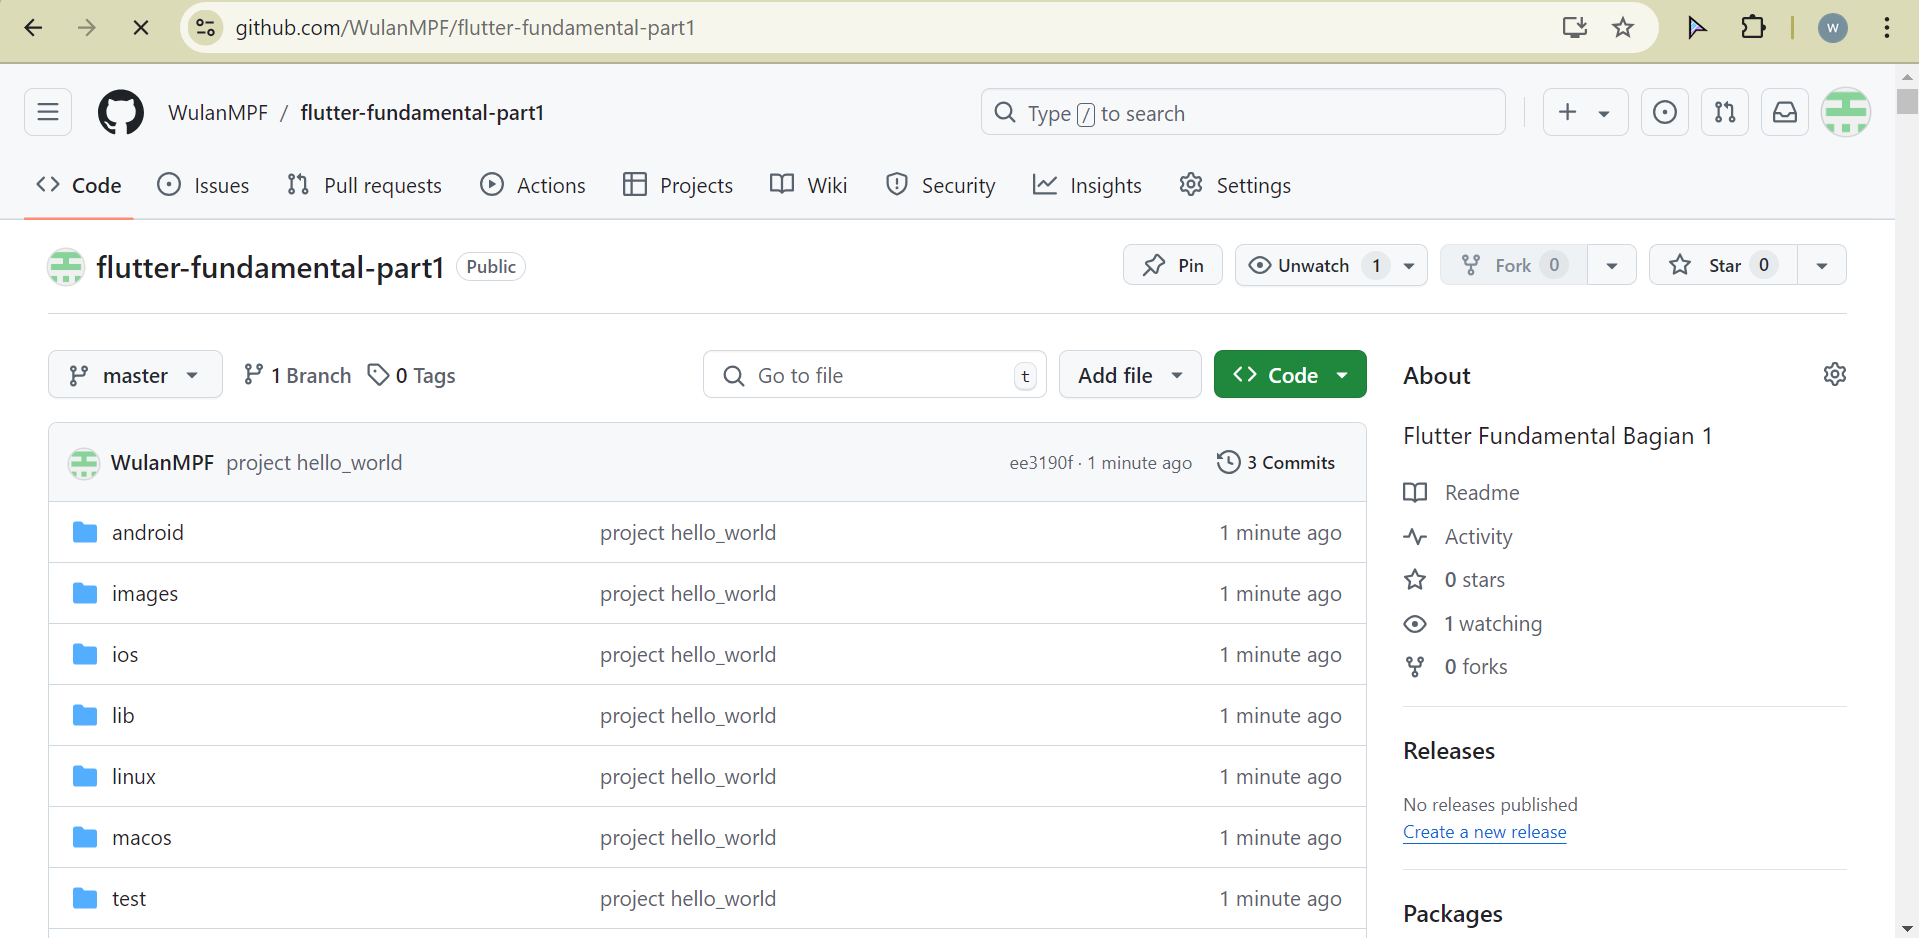 github.com/WulanMPF/flutter-fundamental-part1
W
WulanMPF / flutter-fundamental-part1
Type / to search
Code Issues Pull requests Actions Projects Wiki Security Insights Settings
flutter-fundamental-part1 Public
Pin Unwatch 1 Fork 0 Star 0
master 1 Branch 0 Tags Go to file t Add file Code
WulanMPF project hello_world ee3190f · 1 minute ago 3 Commits
android project hello_world 1 minute ago
images project hello_world 1 minute ago
ios project hello_world 1 minute ago
lib project hello_world 1 minute ago
linux project hello_world 1 minute ago
macos project hello_world 1 minute ago
test project hello_world 1 minute ago
About
Flutter Fundamental Bagian 1
Readme
Activity
0 stars
1 watching
0 forks
Releases
No releases published
Create a new release
Packages